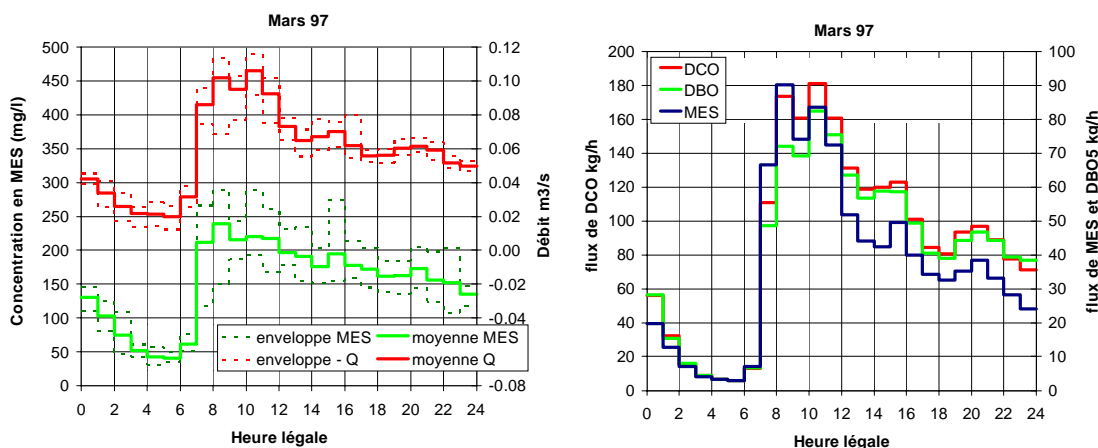 Mars 97
Concentration en MES (mg/l)
500
450
400
350
300
250
200
150
100
50
0
0.12
0.10
0.08
0.06
0.04
0.02
0.00
-0.02
-0.04
-0.06
-0.08
Débit m3/s
enveloppe MES
moyenne MES
enveloppe - Q
moyenne Q
0 2 4 6 8 10 12 14 16 18 20 22 24
Heure légale
Mars 97
flux de DCO kg/h
200
180
160
140
120
100
80
60
40
20
0
DCO
DBO
MES
100
90
80
70
60
50
40
30
20
10
0
flux de MES et DBO5 kg/h
0 2 4 6 8 10 12 14 16 18 20 22 24
Heure légale